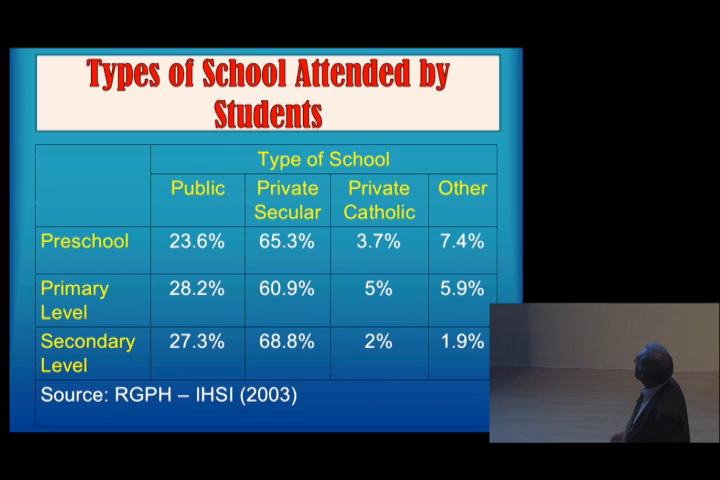 Types of School Attended by
Students
Type of School
Public Private Secular Private Catholic Other
Preschool 23.6% 65.3% 3.7% 7.4%
Primary Level 28.2% 60.9% 5% 5.9%
Secondary Level 27.3% 68.8% 2% 1.9%
Source: RGPH – IHSI (2003)